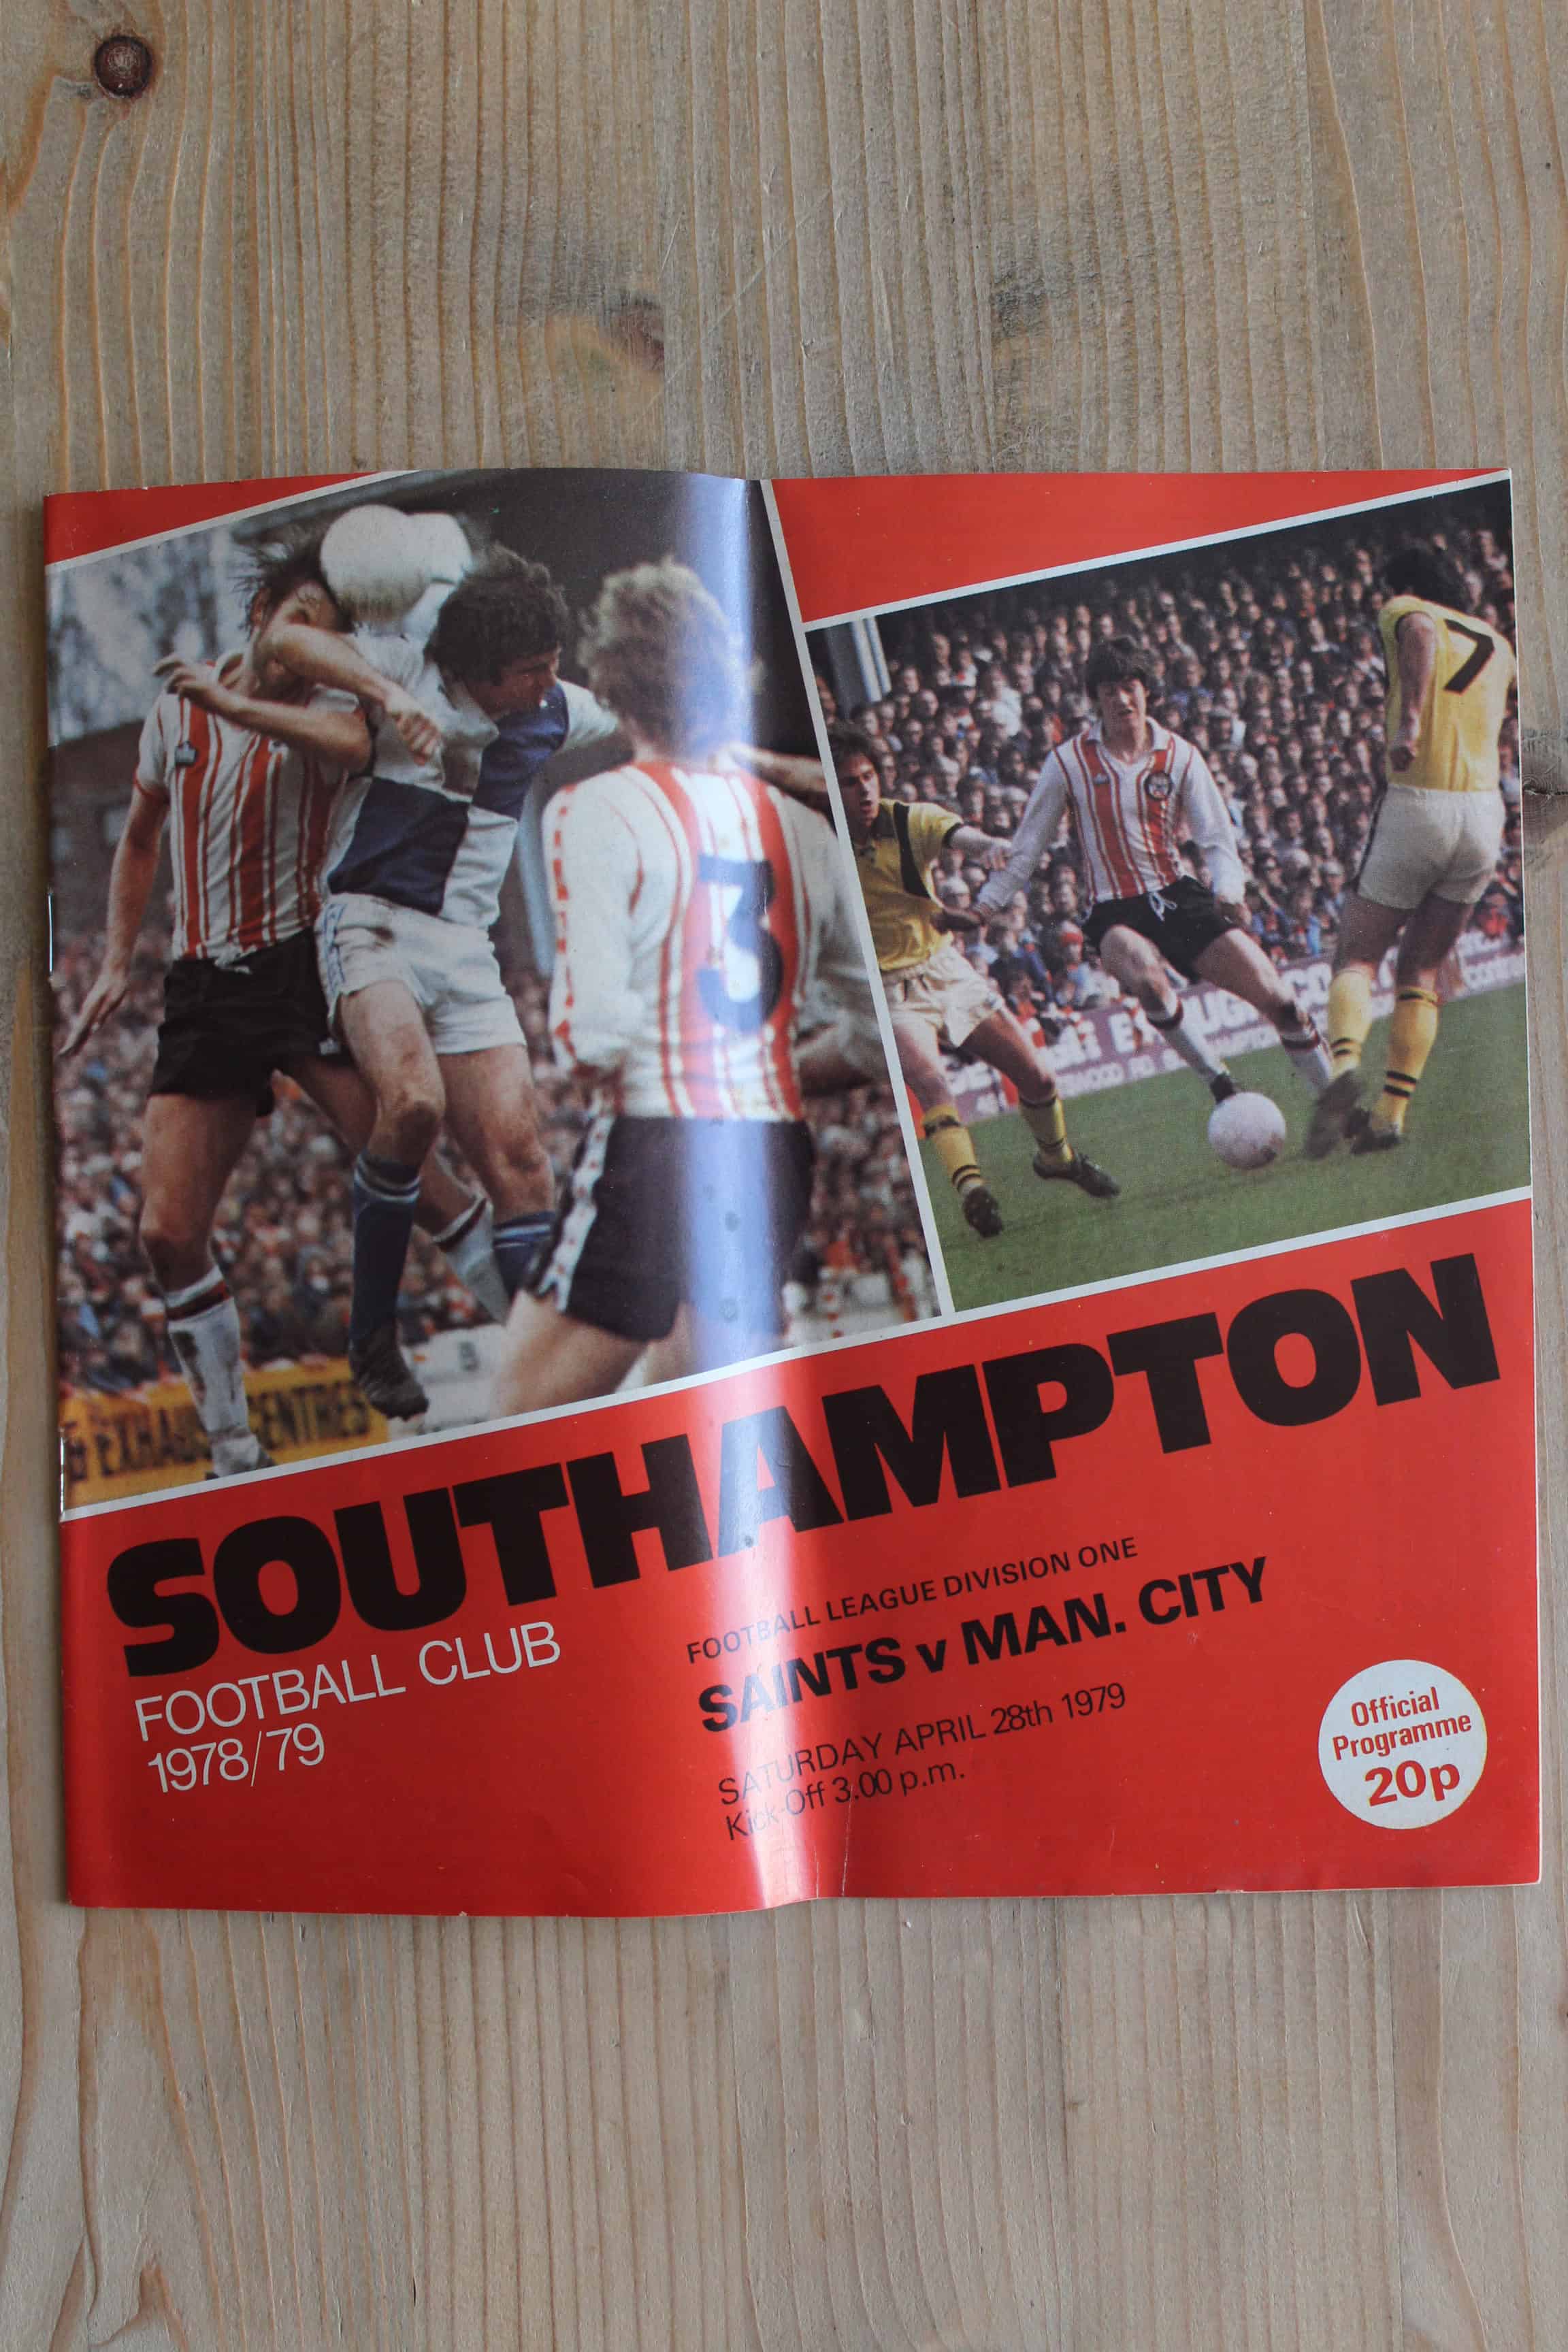 7
3
EXHAUST CENTRES
SOUTHAMPTON
FOOTBALL CLUB
1978/79
FOOTBALL LEAGUE DIVISION ONE
SAINTS v MAN. CITY
SATURDAY APRIL 28th 1979
Kick-Off 3.00 p.m.
Official
Programme
20p